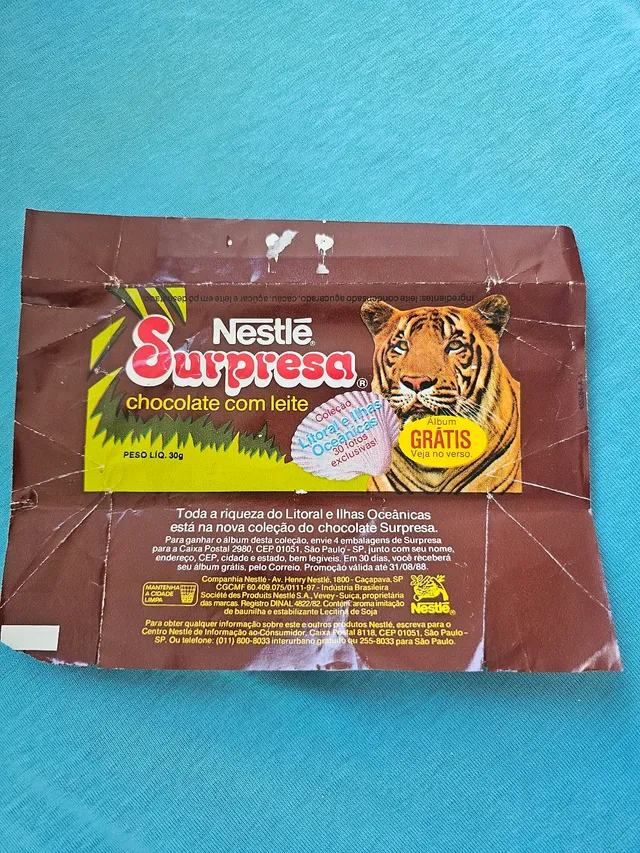 Ingredientes: leite condensado açucarado, açúcar, cacau, e leite em pó desnatado
Nestlé®
Surpresa®
chocolate com leite
PESO LÍQ. 30g
Coleção
Litoral e Ilhas
Oceânicas
30 fotos
exclusivas!
Álbum
GRÁTIS
Veja no verso.
Toda a riqueza do Litoral e Ilhas Oceânicas
está na nova coleção do chocolate Surpresa.
Para ganhar o álbum desta coleção, envie 4 embalagens de Surpresa
para a Caixa Postal 2980, CEP 01051, São Paulo - SP, junto com seu nome,
endereço, CEP, cidade e estado, bem legíveis. Em 30 dias, você receberá
seu álbum grátis, pelo Correio. Promoção válida até 31/08/88.
MANTENHA
A CIDADE
LIMPA
Companhia Nestlé - Av. Henry Nestlé, 1800 - Caçapava, SP
CGCMF 60.409.075/0111-97 - Indústria Brasileira
Société des Produits Nestlé S.A., Vevey - Suíça, proprietária
das marcas. Registro DINAL 4822/82. Contém aroma imitação
de baunilha e estabilizante Lecitina de Soja
Nestlé®
Para obter qualquer informação sobre este e outros produtos Nestlé, escreva para o
Centro Nestlé de Informação ao Consumidor, Caixa Postal 8118, CEP 01051, São Paulo -
SP. Ou telefone: (011) 800-8033 interurbano gratuito ou 255-8033 para São Paulo.